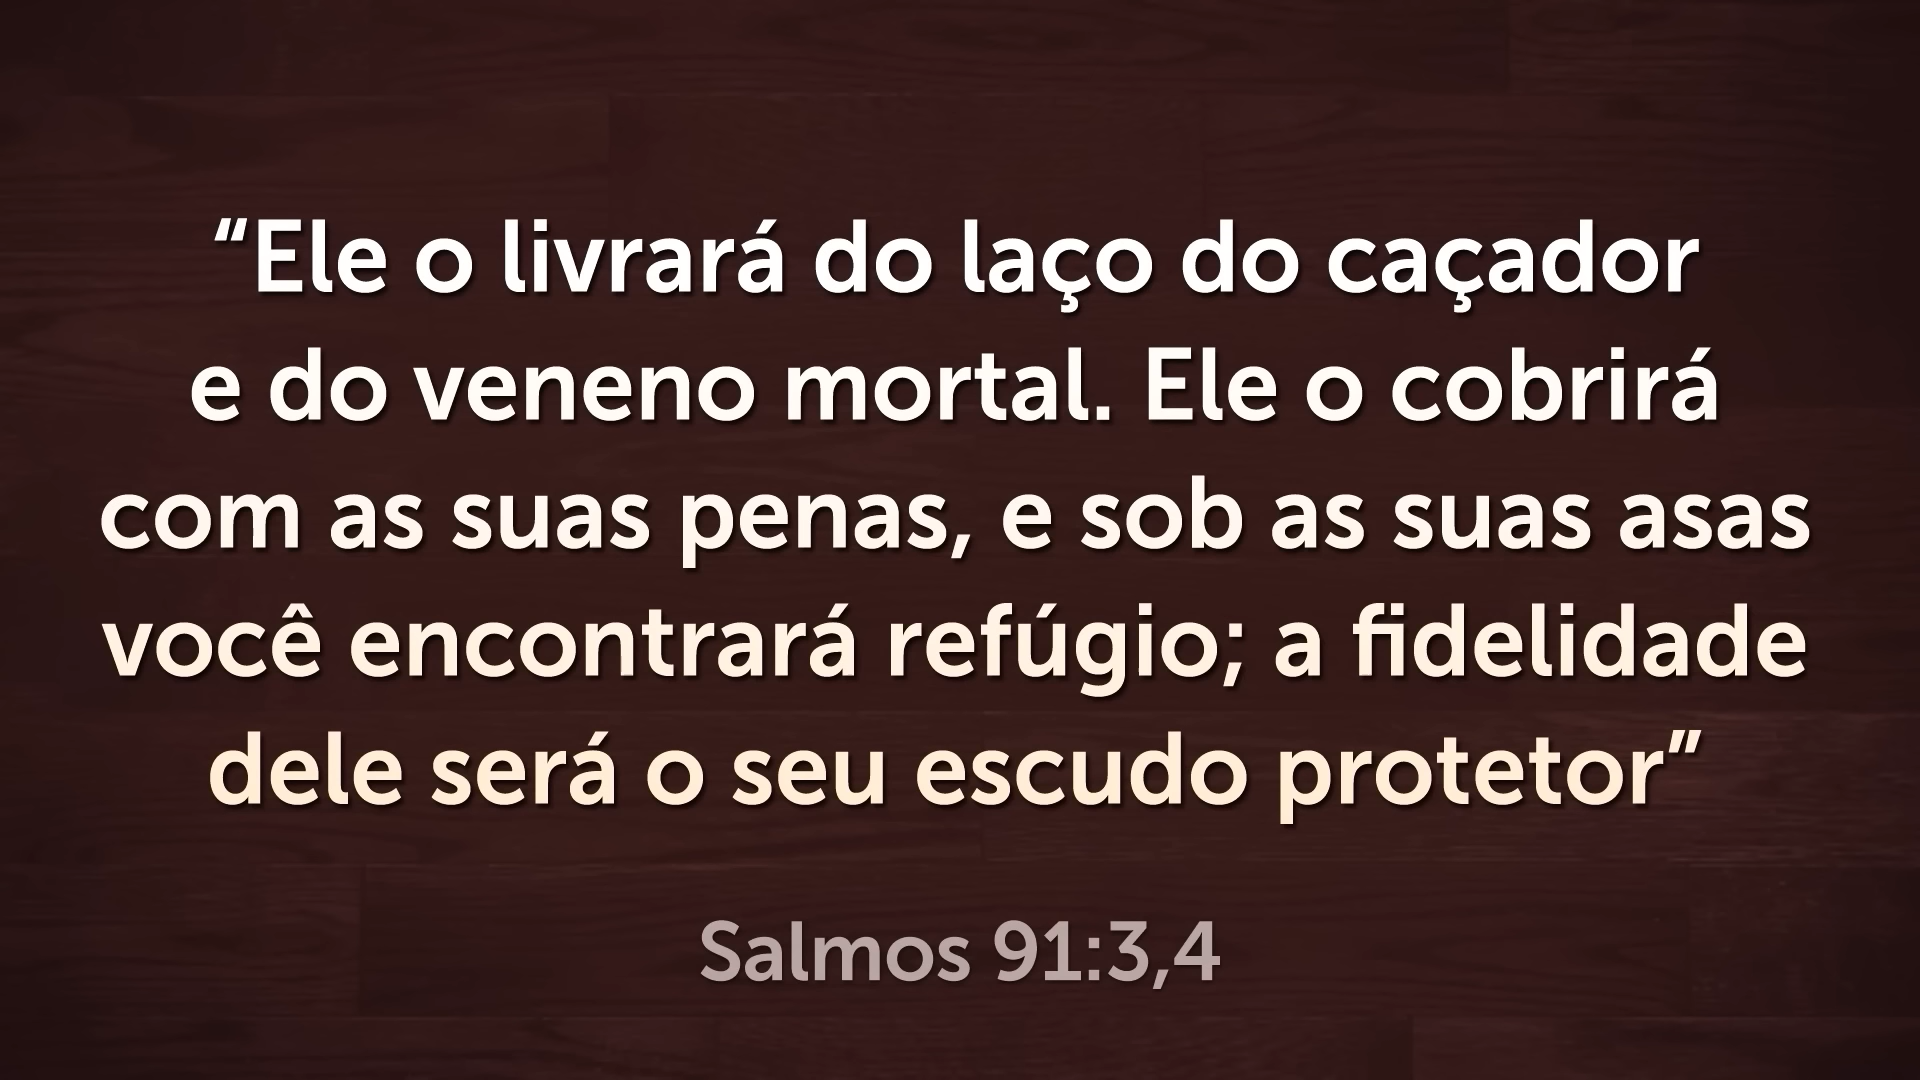 “Ele o livrará do laço do caçador
e do veneno mortal. Ele o cobrirá
com as suas penas, e sob as suas asas
você encontrará refúgio; a fidelidade
dele será o seu escudo protetor”
Salmos 91:3,4